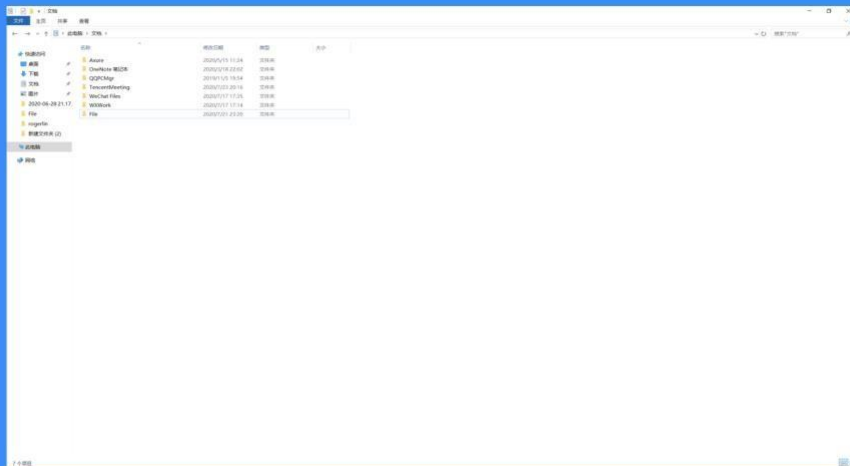 文档
文件 主页 共享 查看
此电脑 › 文档 ›
搜索"文档"
名称 修改日期 类型 大小
快速访问
桌面
下载
文档
图片
2020-06-28 21.17.
File
rogerlin
新建文件夹 (2)
此电脑
网络
Axure 2020/5/15 11:24 文件夹
OneNote 笔记本 2020/5/19 22:02 文件夹
QQPCMgr 2019/11/5 19:54 文件夹
TencentMeeting 2020/7/23 20:16 文件夹
WeChat Files 2020/7/17 17:25 文件夹
WXWork 2020/7/17 17:14 文件夹
File 2020/7/21 23:20 文件夹
7 个项目